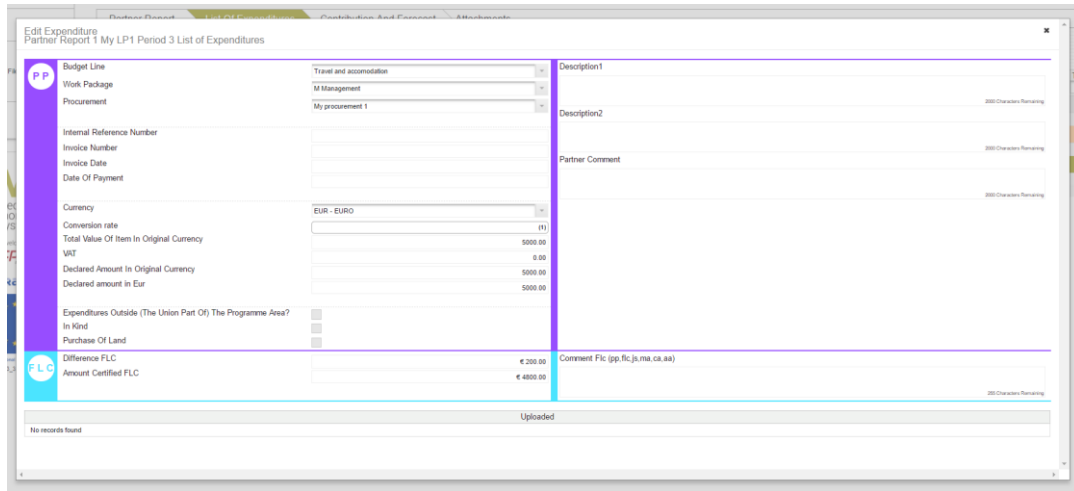 Partner Report List Of Expenditures Contribution And Forecast Attachments
Edit Expenditure
Partner Report 1 My LP1 Period 3 List of Expenditures
PP
Budget Line Travel and accomodation
Work Package M Management
Procurement My procurement 1
Internal Reference Number
Invoice Number
Invoice Date
Date Of Payment
Currency EUR - EURO
Conversion rate (1)
Total Value Of Item In Original Currency 5000.00
VAT 0.00
Declared Amount In Original Currency 5000.00
Declared amount in Eur 5000.00
Expenditures Outside (The Union Part Of) The Programme Area?
In Kind
Purchase Of Land
Description1
2000 Characters Remaining
Description2
2000 Characters Remaining
Partner Comment
2000 Characters Remaining
FLC
Difference FLC € 200.00
Amount Certified FLC € 4800.00
Comment Flc (pp,flc,js,ma,ca,aa)
255 Characters Remaining
Uploaded
No records found